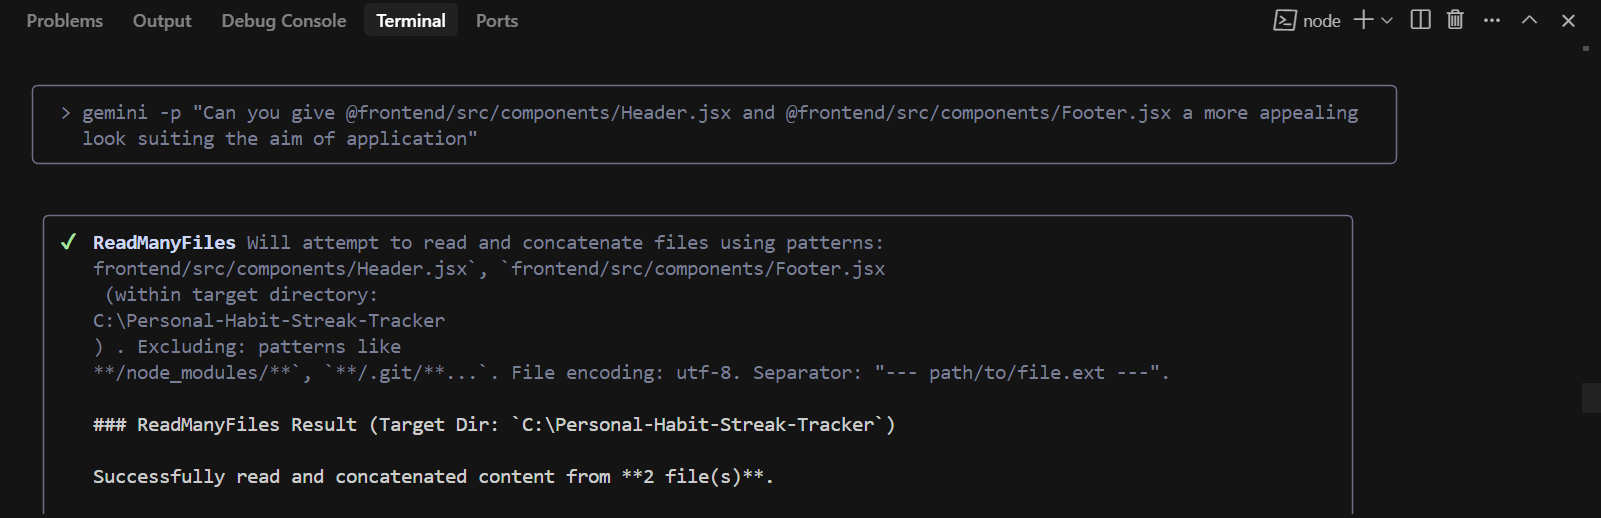 Problems Output Debug Console Terminal Ports node
> gemini -p "Can you give @frontend/src/components/Header.jsx and @frontend/src/components/Footer.jsx a more appealing
look suiting the aim of application"
✓ ReadManyFiles Will attempt to read and concatenate files using patterns:
frontend/src/components/Header.jsx`, `frontend/src/components/Footer.jsx
(within target directory:
C:\Personal-Habit-Streak-Tracker
) . Excluding: patterns like
**/node_modules/**`, `**/.git/**...`. File encoding: utf-8. Separator: "--- path/to/file.ext ---".
### ReadManyFiles Result (Target Dir: `C:\Personal-Habit-Streak-Tracker`)
Successfully read and concatenated content from **2 file(s)**.